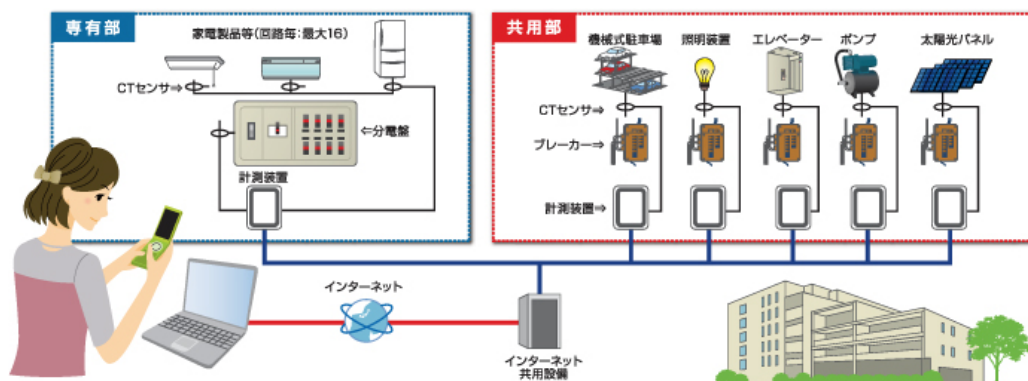 専有部
家電製品等(回路毎:最大16)
CTセンサ⇒
⇐分電盤
計測装置
共用部
機械式駐車場
照明装置
エレベーター
ポンプ
太陽光パネル
CTセンサ⇒
ブレーカー⇒
計測装置⇒
インターネット
インターネット
共用設備